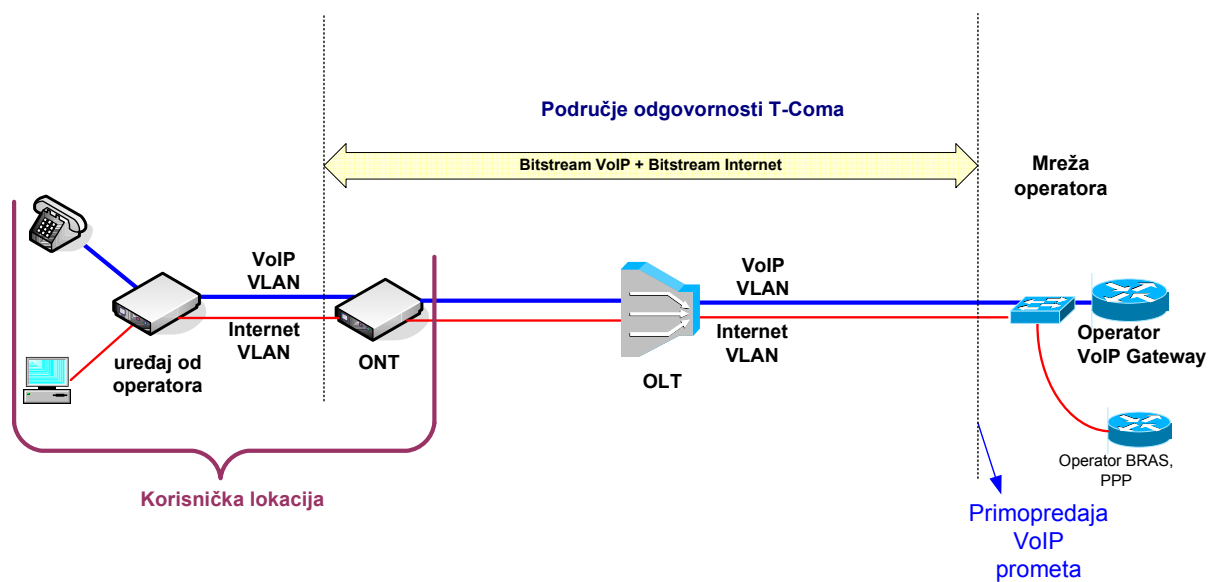 Područje odgovornosti T-Coma
Bitstream VoIP + Bitstream Internet
Mreža
operatora
VoIP
VLAN
Internet
VLAN
uređaj od
operatora
ONT
OLT
VoIP
VLAN
Internet
VLAN
Operator
VoIP Gateway
Operator BRAS,
PPP
Korisnička lokacija
Primopredaja
VoIP
prometa